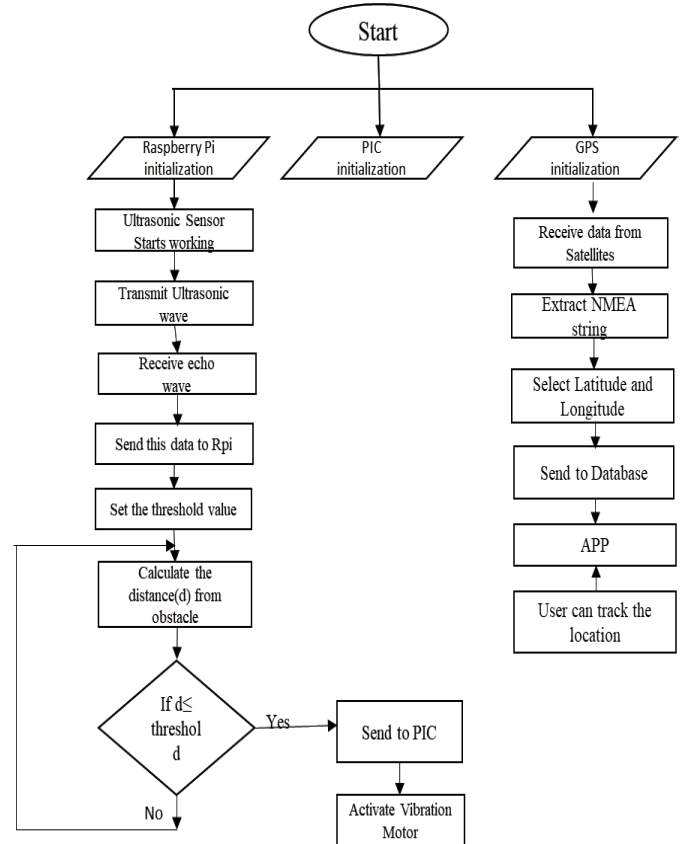 Start
Raspberry Pi
initialization
PIC
initialization
GPS
initialization
Ultrasonic Sensor
Starts working
Transmit Ultrasonic
wave
Receive echo
wave
Send this data to Rpi
Set the threshold value
Calculate the
distance(d) from
obstacle
If d≤
threshol
d
Yes
No
Send to PIC
Activate Vibration
Motor
Receive data from
Satellites
Extract NMEA
string
Select Latitude and
Longitude
Send to Database
APP
User can track the
location